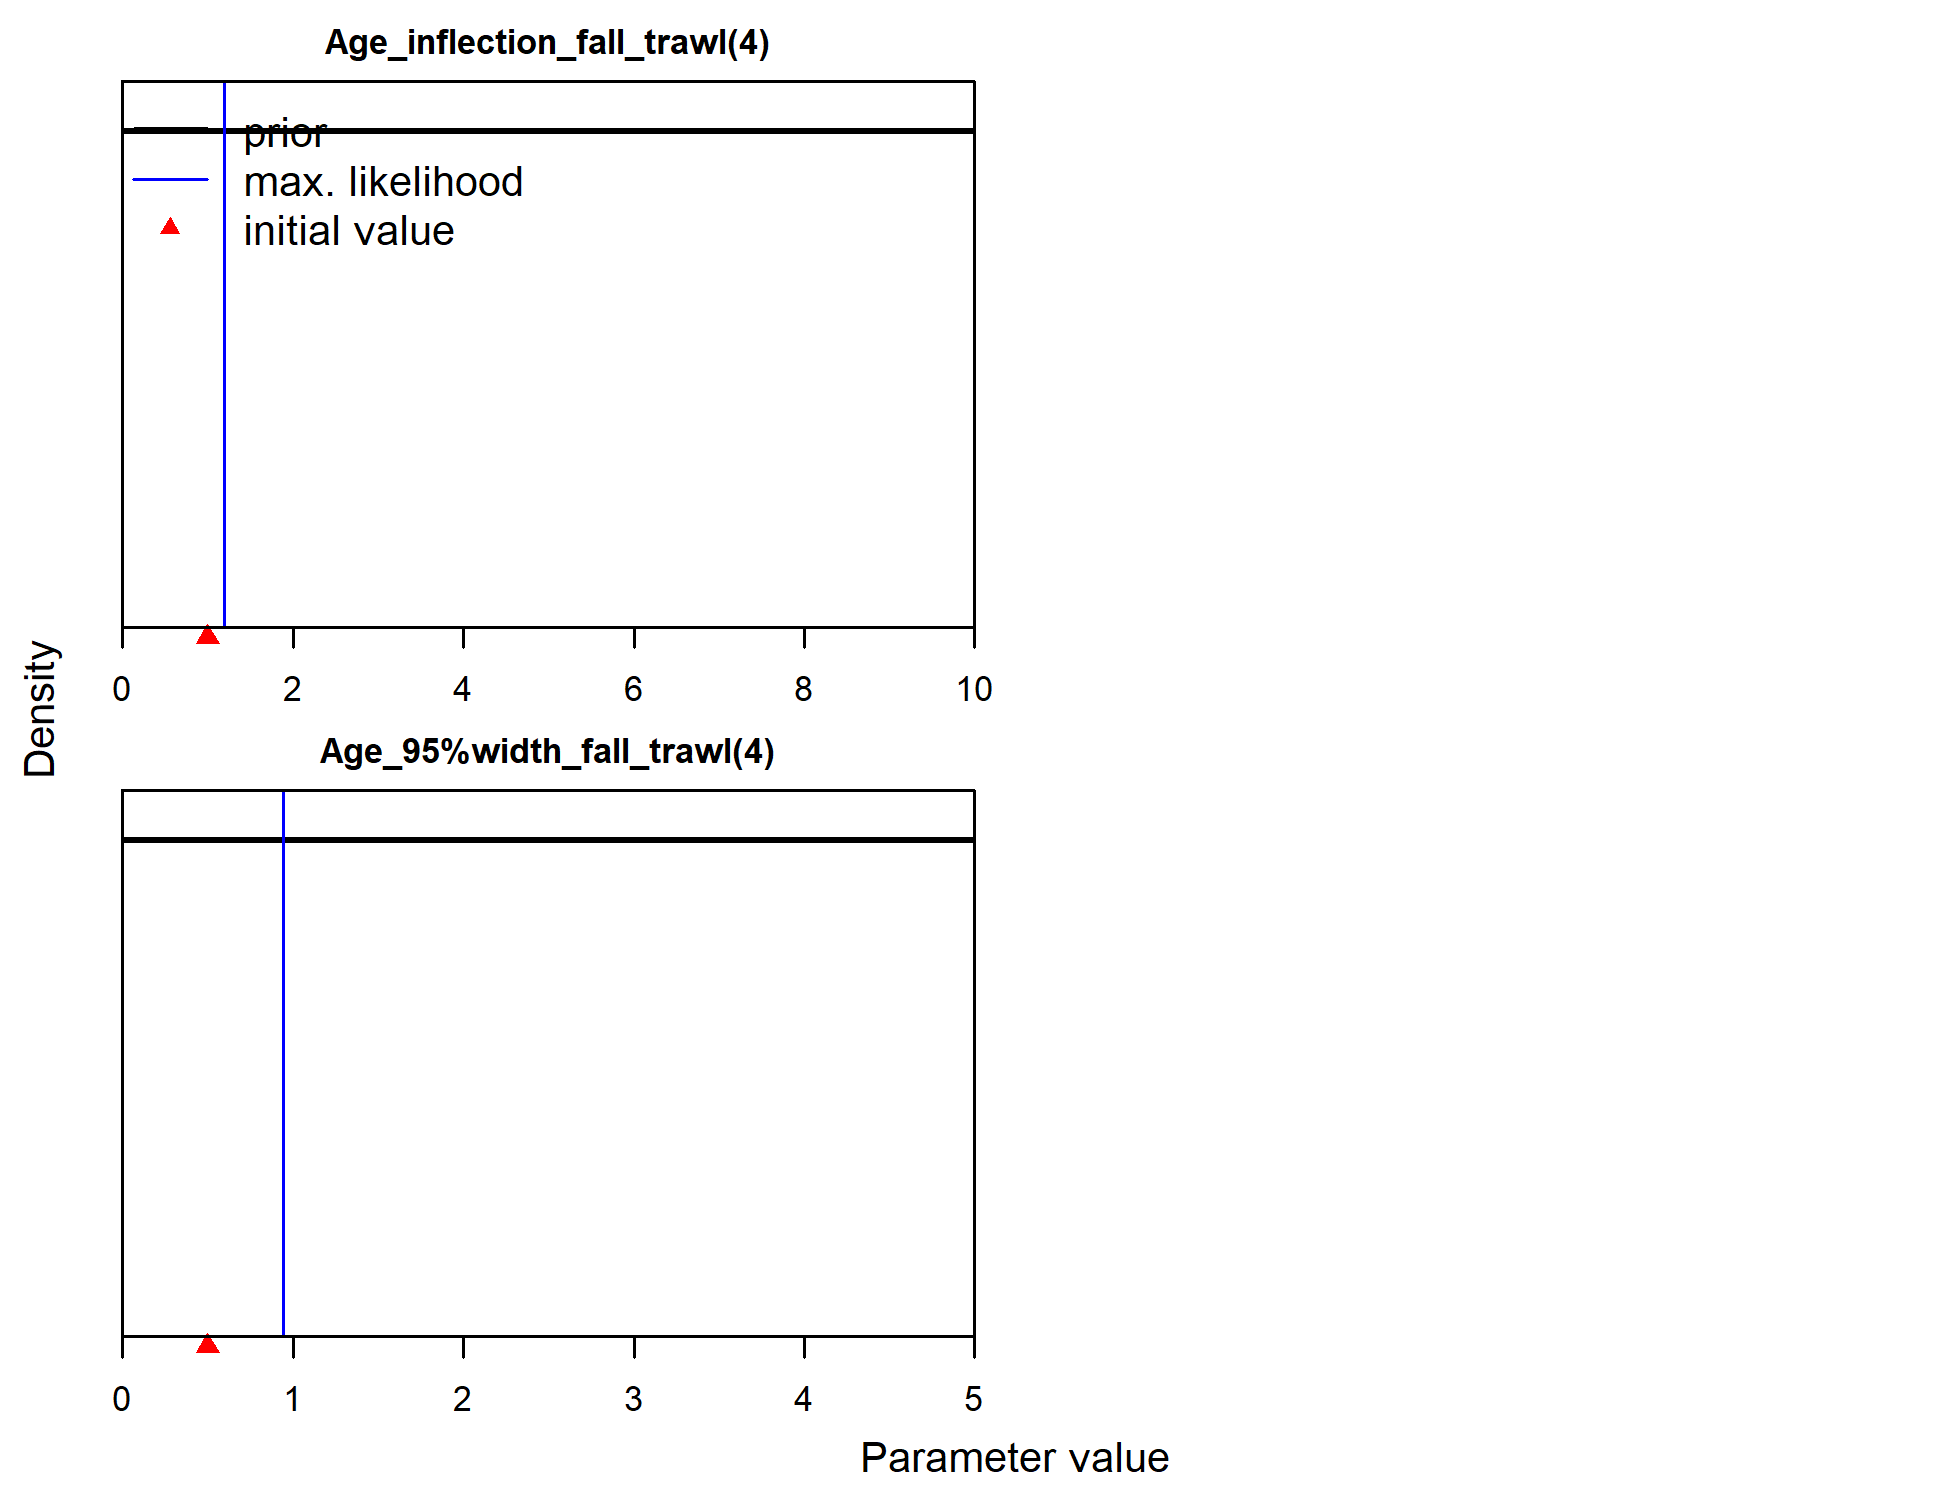 Age_inflection_fall_trawl(4)
prior
max. likelihood
initial value
0 2 4 6 8 10
Density
Age_95%width_fall_trawl(4)
0 1 2 3 4 5
Parameter value